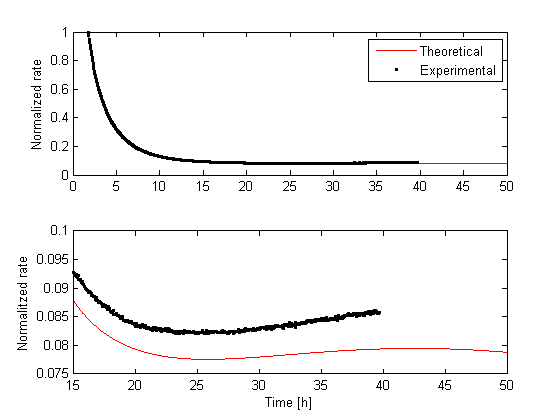 1
0.8
0.6
0.4
0.2
0
Normalized rate
Theoretical
Experimental
0 5 10 15 20 25 30 35 40 45 50
0.1
0.095
0.09
0.085
0.08
0.075
Normalitzed rate
15 20 25 30 35 40 45 50
Time [h]